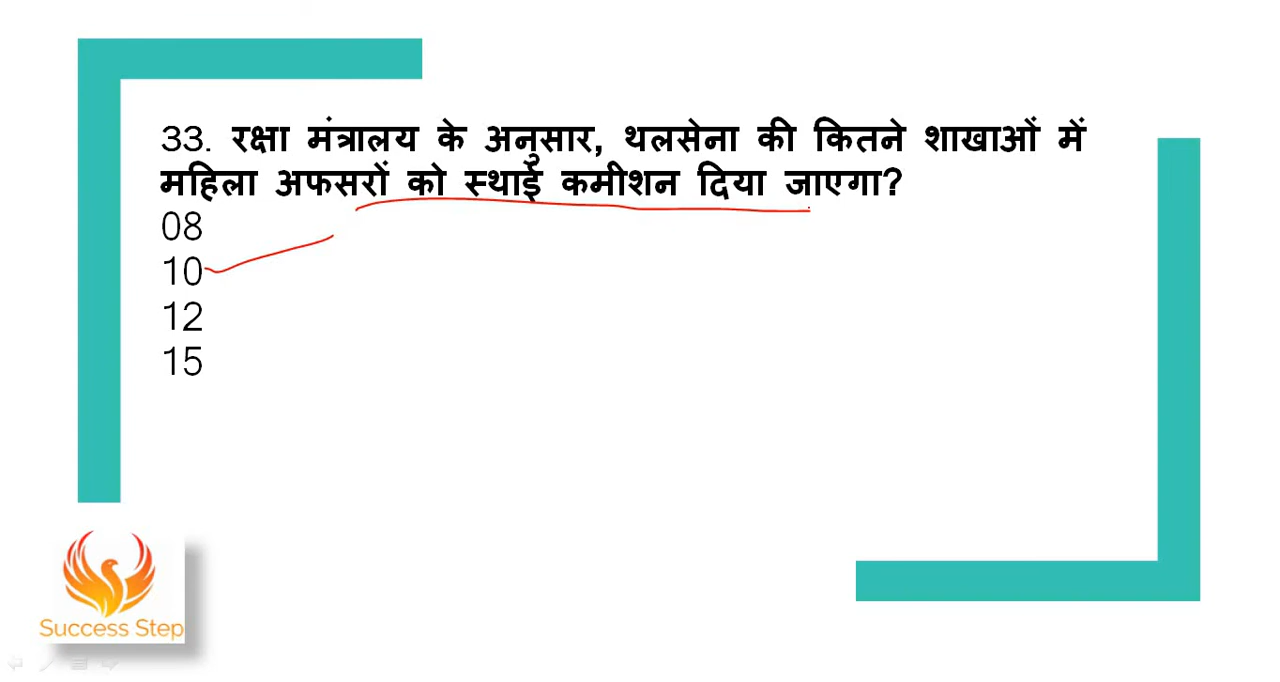 33. रक्षा मंत्रालय के अनुसार, थलसेना की कितने शाखाओं में
महिला अफसरों को स्थाई कमीशन दिया जाएगा?
08
10
12
15
Success Step